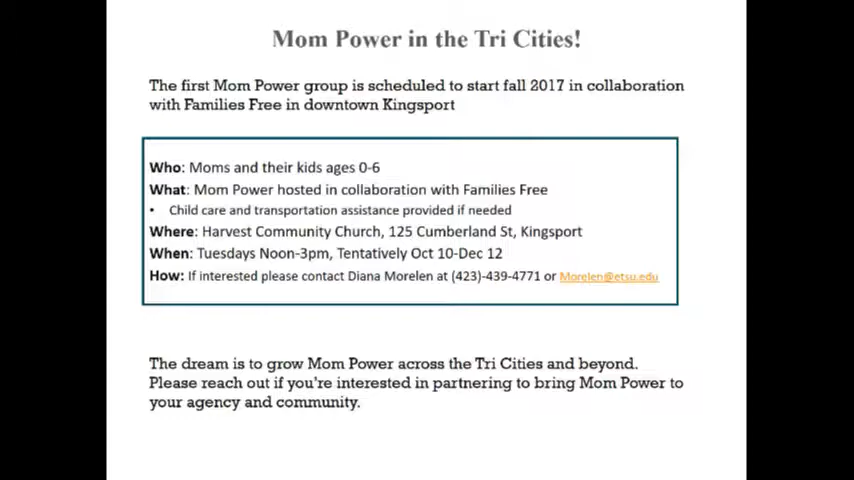 Mom Power in the Tri Cities!
The first Mom Power group is scheduled to start fall 2017 in collaboration
with Families Free in downtown Kingsport
Who: Moms and their kids ages 0-6
What: Mom Power hosted in collaboration with Families Free
• Child care and transportation assistance provided if needed
Where: Harvest Community Church, 125 Cumberland St, Kingsport
When: Tuesdays Noon-3pm, Tentatively Oct 10-Dec 12
How: If interested please contact Diana Morelen at (423)-439-4771 or Morelen@etsu.edu
The dream is to grow Mom Power across the Tri Cities and beyond.
Please reach out if you're interested in partnering to bring Mom Power to
your agency and community.